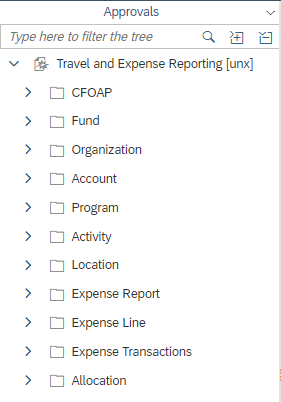 Approvals
Type here to filter the tree
Travel and Expense Reporting [unx]
CFOAP
Fund
Organization
Account
Program
Activity
Location
Expense Report
Expense Line
Expense Transactions
Allocation